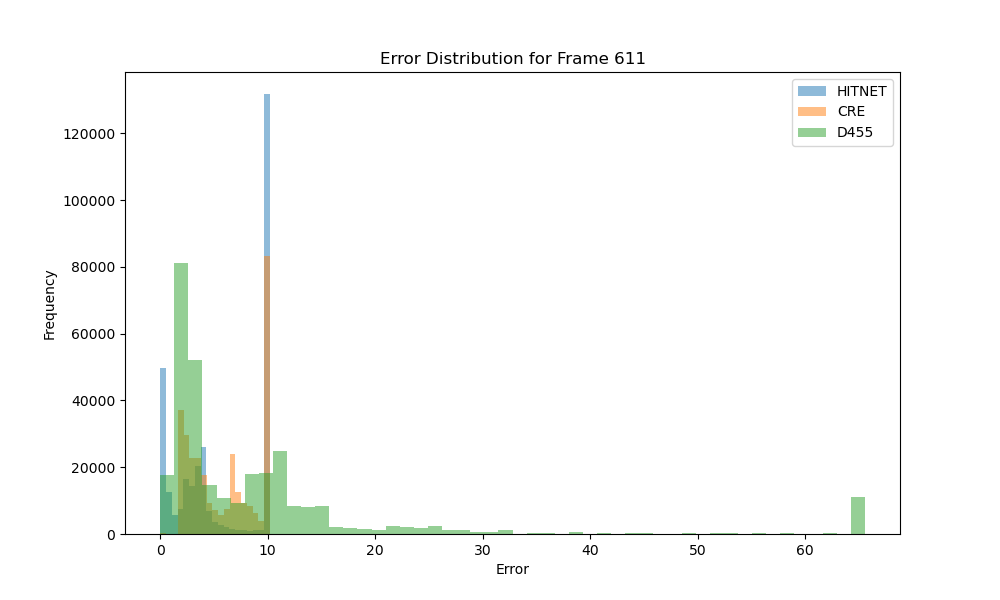 Error Distribution for Frame 611
HITNET
CRE
D455
120000
100000
80000
60000
40000
20000
0
Frequency
0 10 20 30 40 50 60
Error